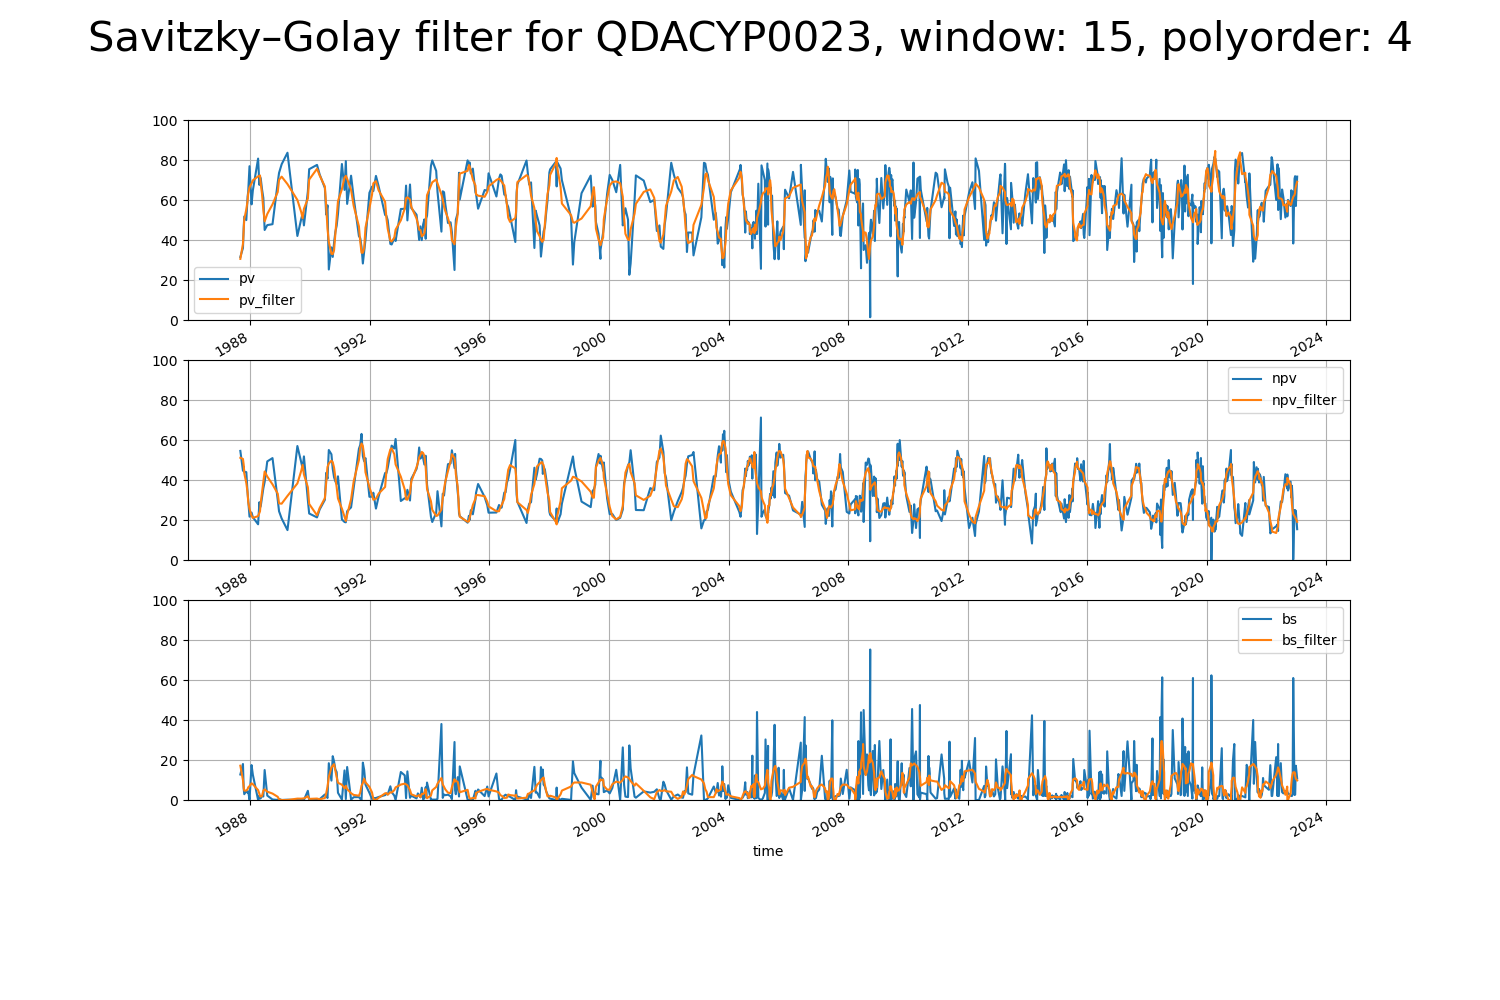 Savitzky–Golay filter for QDACYP0023, window: 15, polyorder: 4
100
80
60
40
20
0
pv
pv_filter
1988 1992 1996 2000 2004 2008 2012 2016 2020 2024
100
80
60
40
20
0
npv
npv_filter
1988 1992 1996 2000 2004 2008 2012 2016 2020 2024
100
80
60
40
20
0
bs
bs_filter
1988 1992 1996 2000 2004 2008 2012 2016 2020 2024
time